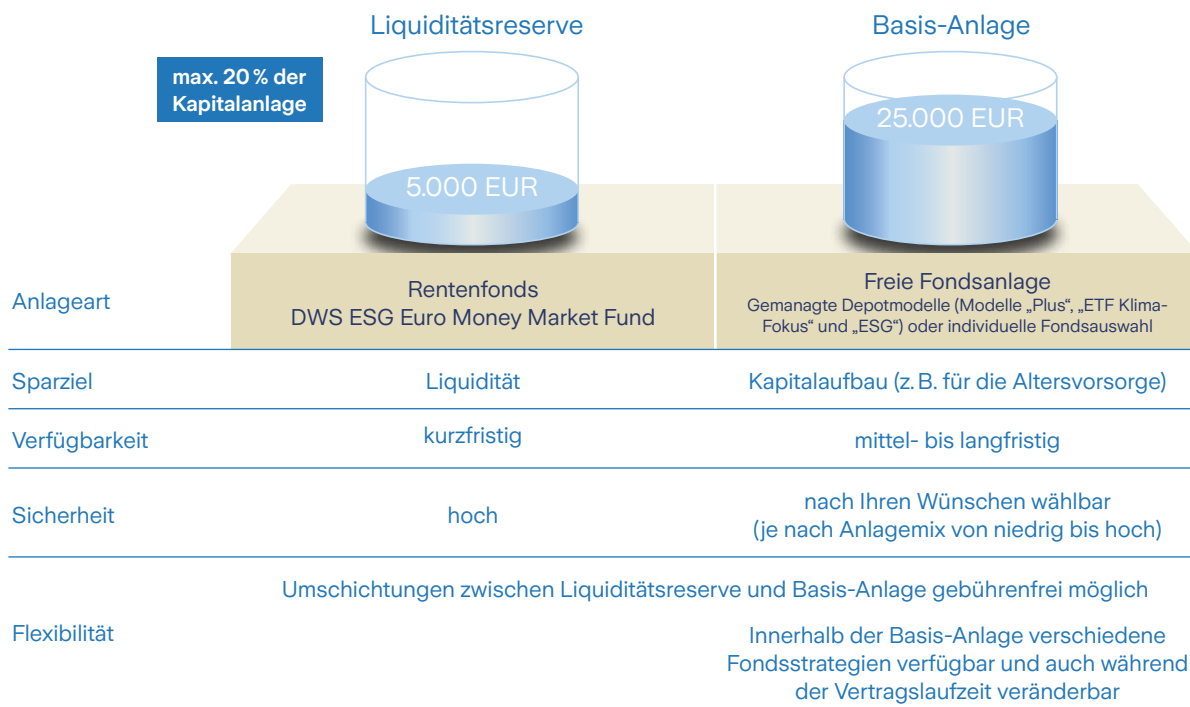 Liquiditätsreserve
Basis-Anlage
max. 20 % der
Kapitalanlage
5.000 EUR
25.000 EUR
Anlageart
Rentenfonds
DWS ESG Euro Money Market Fund
Freie Fondsanlage
Gemanagte Depotmodelle (Modelle „Plus“, „ETF Klima-
Fokus“ und „ESG“) oder individuelle Fondsauswahl
Sparziel
Liquidität
Kapitalaufbau (z. B. für die Altersvorsorge)
Verfügbarkeit
kurzfristig
mittel- bis langfristig
Sicherheit
hoch
nach Ihren Wünschen wählbar
(je nach Anlagemix von niedrig bis hoch)
Flexibilität
Umschichtungen zwischen Liquiditätsreserve und Basis-Anlage gebührenfrei möglich
Innerhalb der Basis-Anlage verschiedene
Fondsstrategien verfügbar und auch während
der Vertragslaufzeit veränderbar